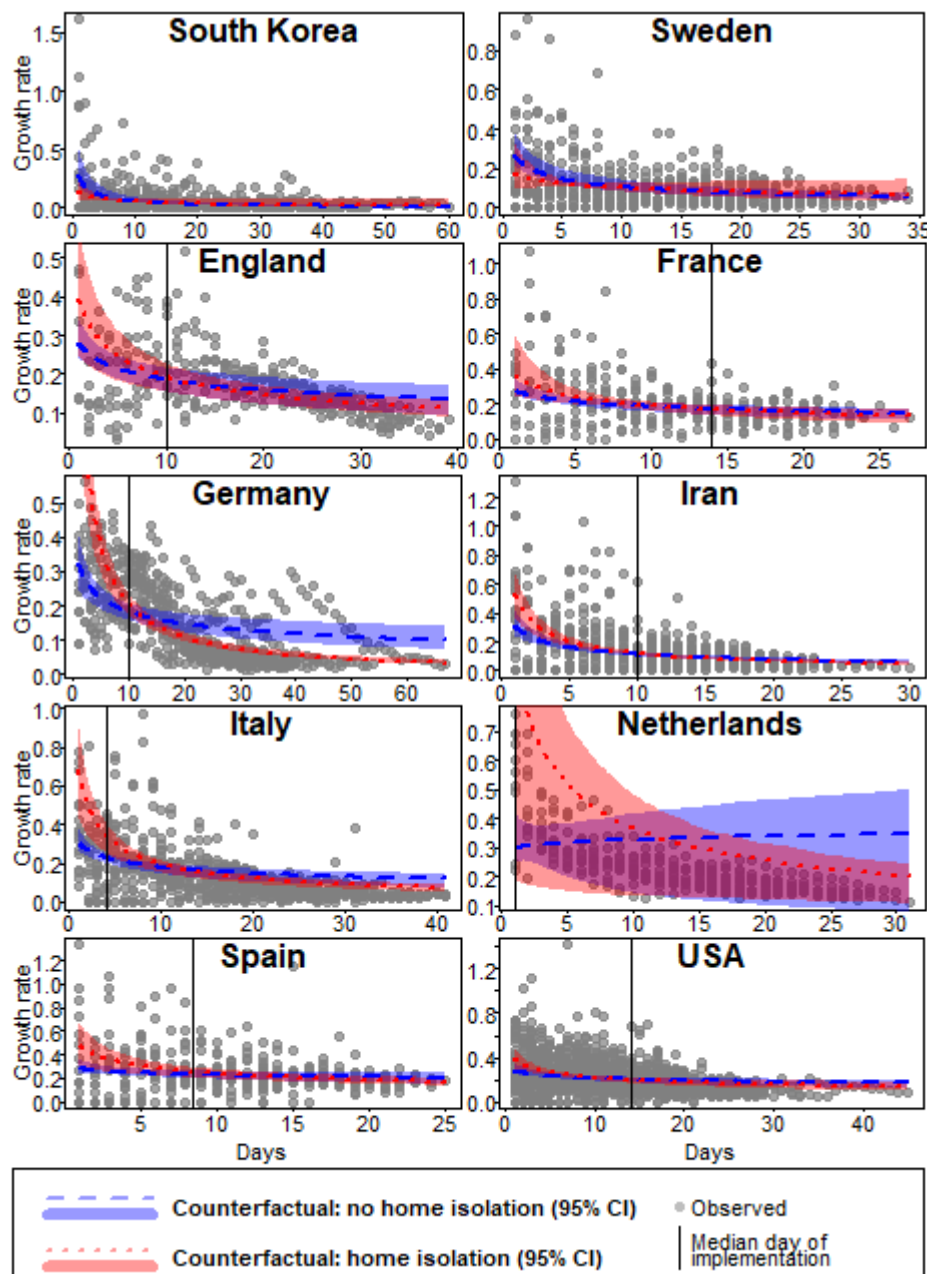 South Korea
Growth rate
1.5
1.0
0.5
0.0
0 10 20 30 40 50 60
Sweden
0.8
0.6
0.4
0.2
0.0
0 5 10 15 20 25 30 35
England
Growth rate
0.5
0.4
0.3
0.2
0.1
0 10 20 30 40
France
1.0
0.8
0.6
0.4
0.2
0.0
0 5 10 15 20 25
Germany
Growth rate
0.5
0.4
0.3
0.2
0.1
0.0
0 10 20 30 40 50 60
Iran
1.2
1.0
0.8
0.6
0.4
0.2
0.0
0 5 10 15 20 25 30
Italy
Growth rate
1.0
0.8
0.6
0.4
0.2
0.0
0 10 20 30 40
Netherlands
0.7
0.6
0.5
0.4
0.3
0.2
0.1
0 5 10 15 20 25 30
Spain
Growth rate
1.2
1.0
0.8
0.6
0.4
0.2
0.0
5 10 15 20 25
Days
USA
1.2
0.8
0.4
0.0
0 10 20 30 40
Days
Counterfactual: no home isolation (95% CI)
Observed
Counterfactual: home isolation (95% CI)
Median day of
implementation